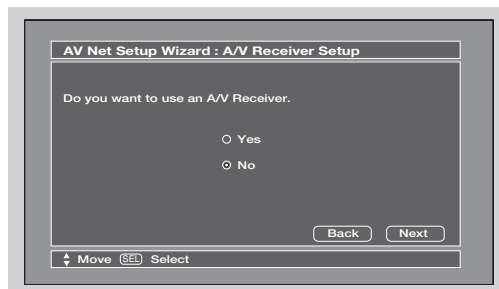 AV Net Setup Wizard : A/V Receiver Setup
Do you want to use an A/V Receiver.
Yes
No
Back Next
Move SEL Select